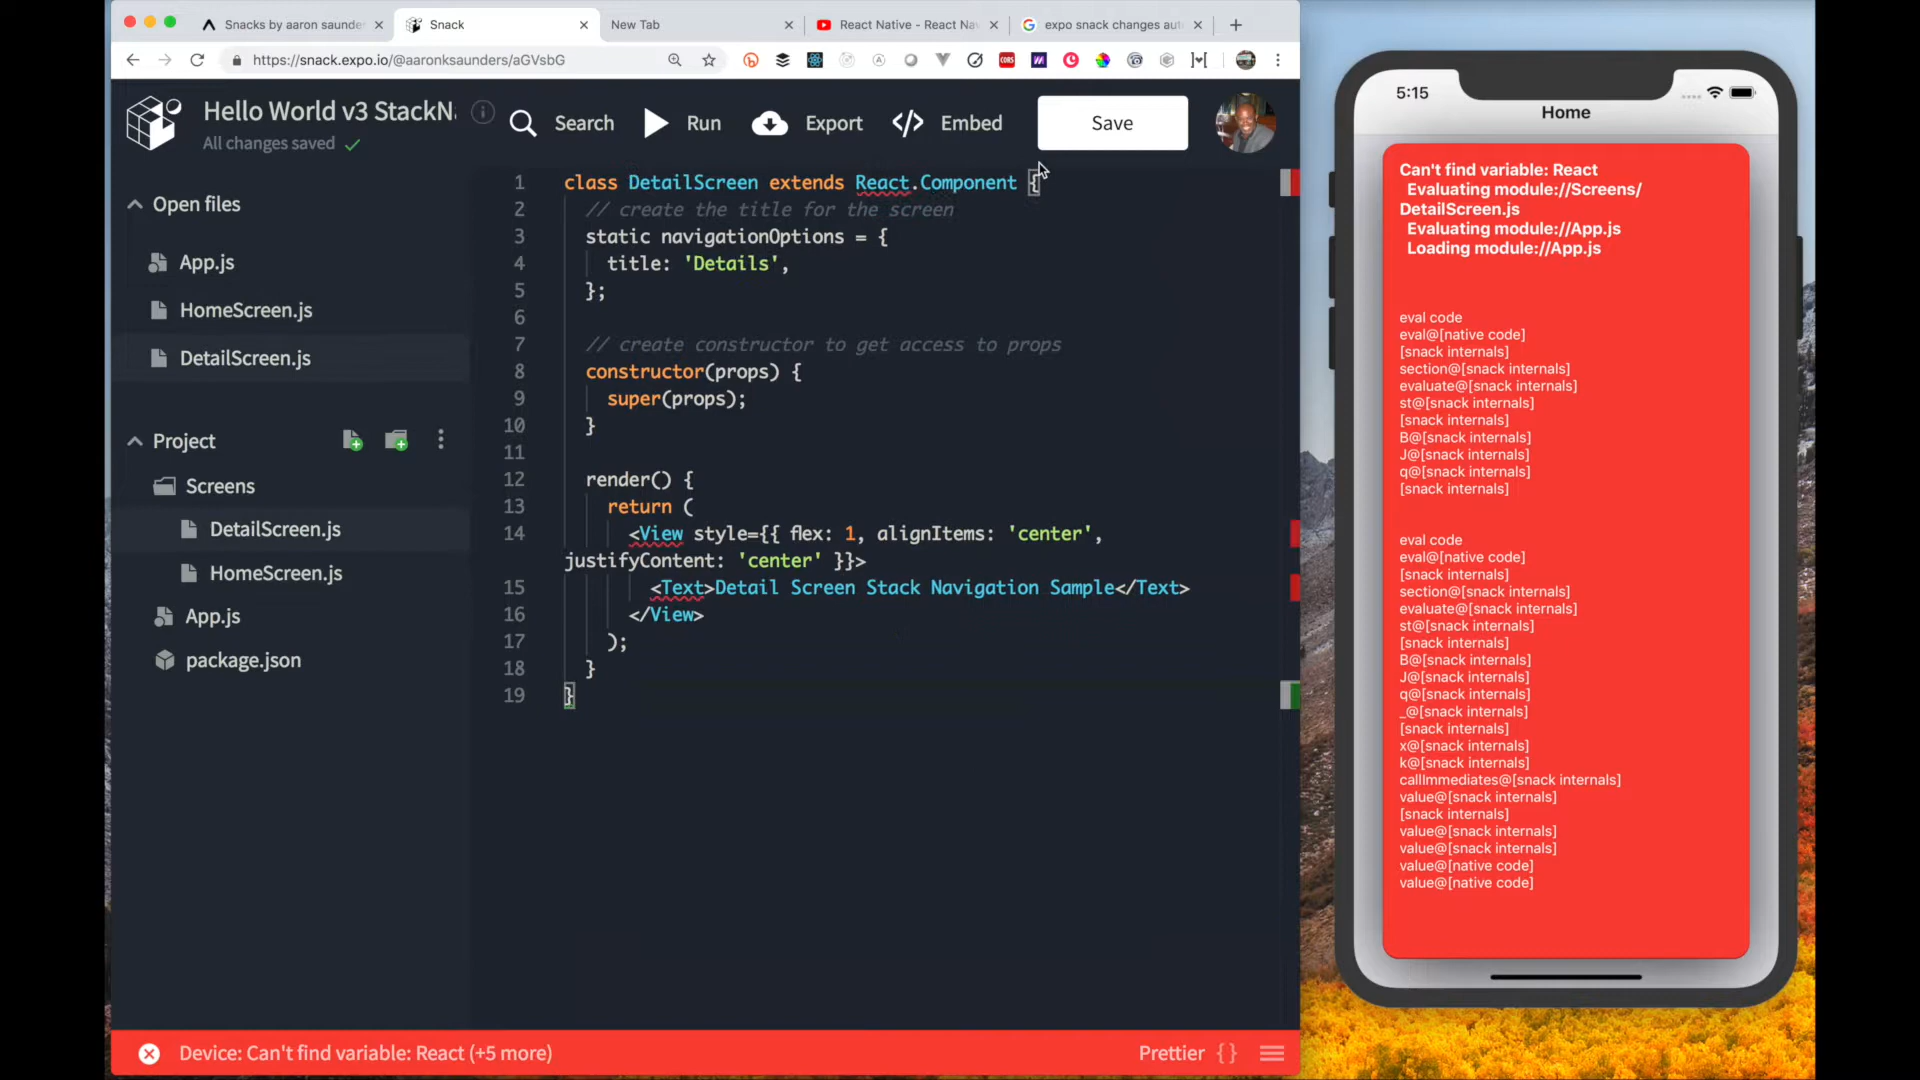 Snacks by aaron saunde
Snack
New Tab
React Native - React Na
expo snack changes aut
https://snack.expo.io/@aaronksaunders/aGVsbG
CORS
Hello World v3 StackN
All changes saved
Search
Run
Export
Embed
Save
Open files
App.js
HomeScreen.js
DetailScreen.js
Project
Screens
DetailScreen.js
HomeScreen.js
App.js
package.json
1 class DetailScreen extends React.Component {
2 // create the title for the screen
3 static navigationOptions = {
4 title: 'Details',
5 };
6
7 // create constructor to get access to props
8 constructor(props) {
9 super(props);
10 }
11
12 render() {
13 return (
14 <View style={{ flex: 1, alignItems: 'center',
justifyContent: 'center' }}>
15 <Text>Detail Screen Stack Navigation Sample</Text>
16 </View>
17 );
18 }
19 }
Device: Can't find variable: React (+5 more)
Prettier {}
5:15
Home
Can't find variable: React
Evaluating module://Screens/
DetailScreen.js
Evaluating module://App.js
Loading module://App.js
eval code
eval@[native code]
[snack internals]
section@[snack internals]
evaluate@[snack internals]
st@[snack internals]
[snack internals]
B@[snack internals]
J@[snack internals]
q@[snack internals]
[snack internals]
eval code
eval@[native code]
[snack internals]
section@[snack internals]
evaluate@[snack internals]
st@[snack internals]
[snack internals]
B@[snack internals]
J@[snack internals]
q@[snack internals]
_@[snack internals]
[snack internals]
x@[snack internals]
k@[snack internals]
callImmediates@[snack internals]
value@[snack internals]
[snack internals]
value@[snack internals]
value@[snack internals]
value@[native code]
value@[native code]